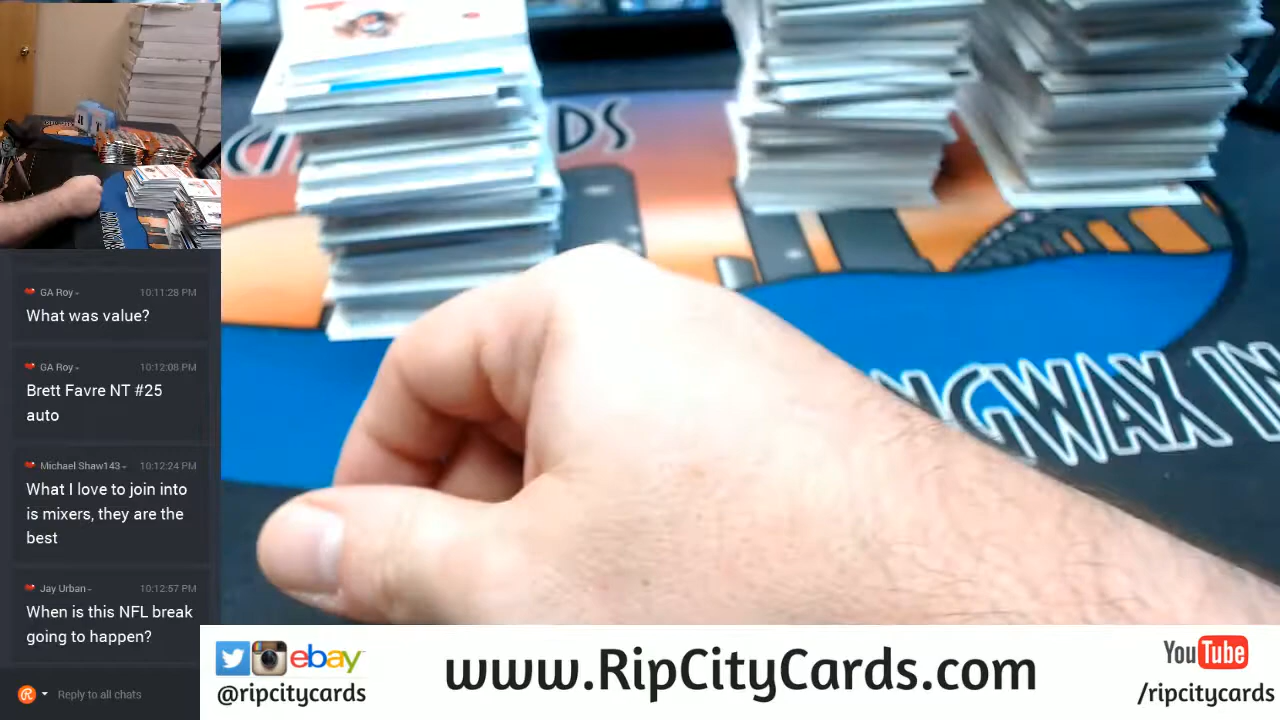 GA Roy
10:11:28 PM
What was value?
GA Roy
10:12:08 PM
Brett Favre NT #25
auto
Michael Shaw143
10:12:24 PM
What I love to join into
is mixers, they are the
best
Jay Urban
10:12:57 PM
When is this NFL break
going to happen?
Reply to all chats
ebay
@ripcitycards
www.RipCityCards.com
YouTube
/ripcitycards